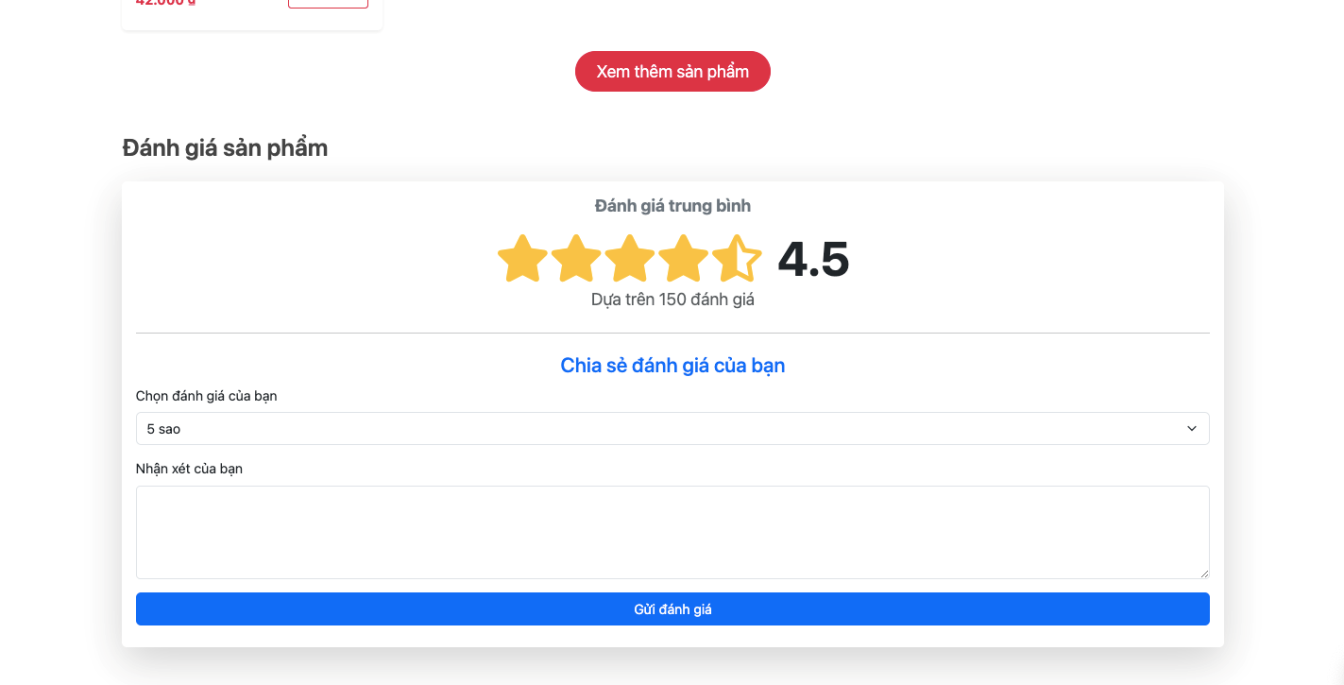 42.000 ₫
Xem thêm sản phẩm
Đánh giá sản phẩm
Đánh giá trung bình
4.5
Dựa trên 150 đánh giá
Chia sẻ đánh giá của bạn
Chọn đánh giá của bạn
5 sao
Nhận xét của bạn
Gửi đánh giá